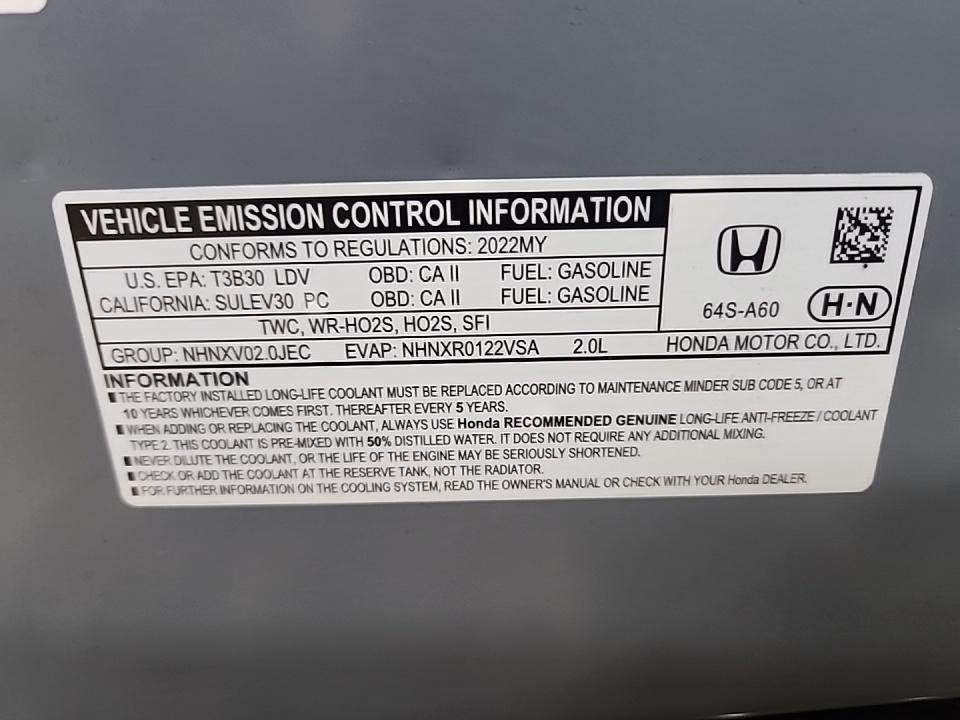 VEHICLE EMISSION CONTROL INFORMATION
CONFORMS TO REGULATIONS: 2022MY
U.S. EPA: T3B30 LDV OBD: CA II FUEL: GASOLINE
CALIFORNIA: SULEV30 PC OBD: CA II FUEL: GASOLINE
64S-A60 H·N
TWC, WR-HO2S, HO2S, SFI
GROUP: NHNXV02.0JEC EVAP: NHNXR0122VSA 2.0L HONDA MOTOR CO., LTD.
INFORMATION
THE FACTORY INSTALLED LONG-LIFE COOLANT MUST BE REPLACED ACCORDING TO MAINTENANCE MINDER SUB CODE 5, OR AT
10 YEARS WHICHEVER COMES FIRST. THEREAFTER EVERY 5 YEARS.
WHEN ADDING OR REPLACING THE COOLANT, ALWAYS USE Honda RECOMMENDED GENUINE LONG-LIFE ANTI-FREEZE / COOLANT
TYPE 2. THIS COOLANT IS PRE-MIXED WITH 50% DISTILLED WATER. IT DOES NOT REQUIRE ANY ADDITIONAL MIXING.
NEVER DILUTE THE COOLANT, OR THE LIFE OF THE ENGINE MAY BE SERIOUSLY SHORTENED.
CHECK OR ADD THE COOLANT AT THE RESERVE TANK, NOT THE RADIATOR.
FOR FURTHER INFORMATION ON THE COOLING SYSTEM, READ THE OWNER'S MANUAL OR CHECK WITH YOUR Honda DEALER.